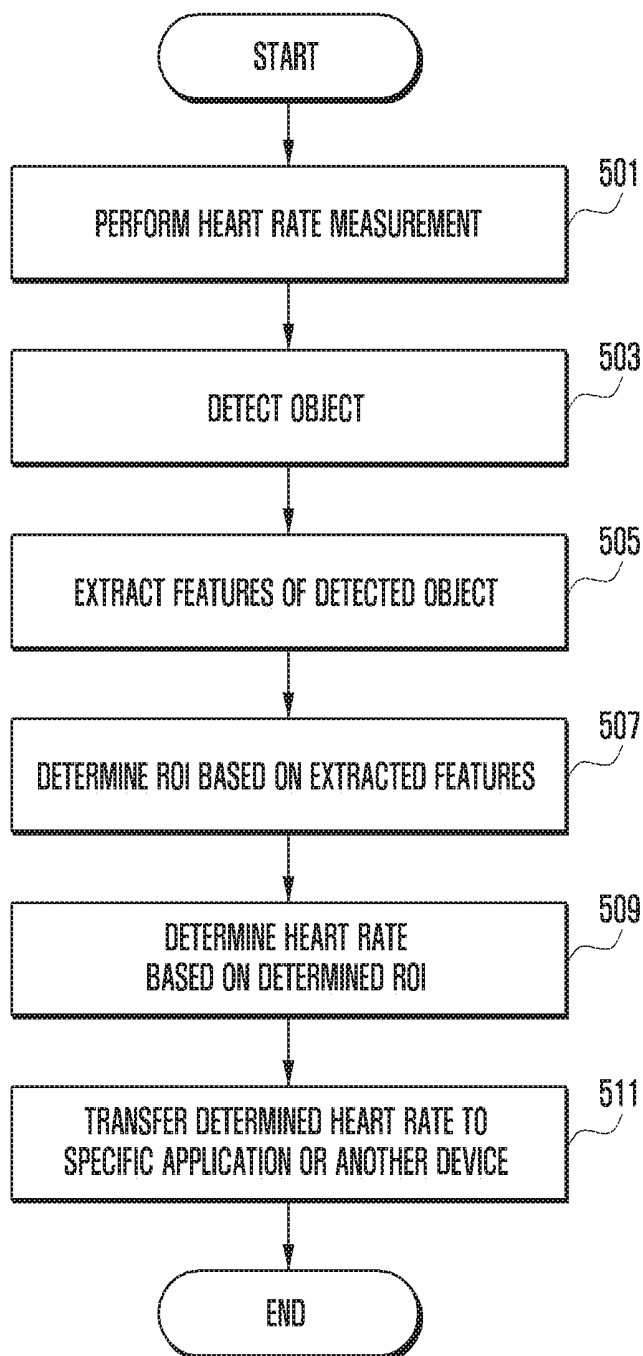 START
501
PERFORM HEART RATE MEASUREMENT
503
DETECT OBJECT
505
EXTRACT FEATURES OF DETECTED OBJECT
507
DETERMINE ROI BASED ON EXTRACTED FEATURES
509
DETERMINE HEART RATE
BASED ON DETERMINED ROI
511
TRANSFER DETERMINED HEART RATE TO
SPECIFIC APPLICATION OR ANOTHER DEVICE
END